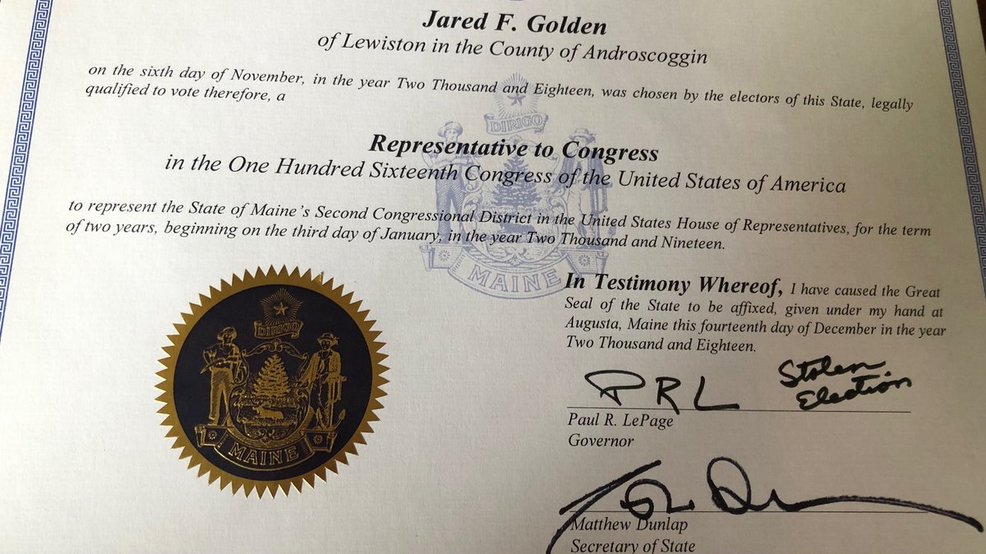 Jared F. Golden
of Lewiston in the County of Androscoggin
on the sixth day of November, in the year Two Thousand and Eighteen, was chosen by the electors of this State, legally
qualified to vote therefore, a
DIRIGO
Representative to Congress
in the One Hundred Sixteenth Congress of the United States of America
to represent the State of Maine's Second Congressional District in the United States House of Representatives, for the term
of two years, beginning on the third day of January, in the year Two Thousand and Nineteen.
MAINE
In Testimony Whereof, I have caused the Great
Seal of the State to be affixed, given under my hand at
Augusta, Maine this fourteenth day of December in the year
Two Thousand and Eighteen.
DIRIGO
MAINE
PRL Stolen
Election
Paul R. LePage
Governor
Matthew Dunlap
Secretary of State